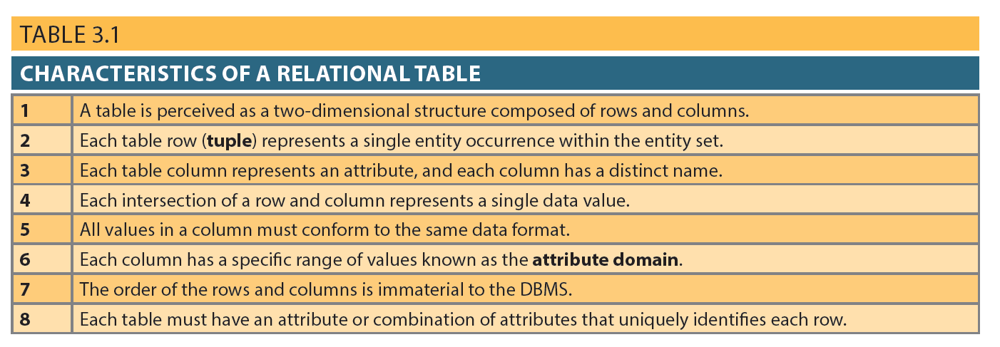 TABLE 3.1
CHARACTERISTICS OF A RELATIONAL TABLE
1 A table is perceived as a two-dimensional structure composed of rows and columns.
2 Each table row (tuple) represents a single entity occurrence within the entity set.
3 Each table column represents an attribute, and each column has a distinct name.
4 Each intersection of a row and column represents a single data value.
5 All values in a column must conform to the same data format.
6 Each column has a specific range of values known as the attribute domain.
7 The order of the rows and columns is immaterial to the DBMS.
8 Each table must have an attribute or combination of attributes that uniquely identifies each row.